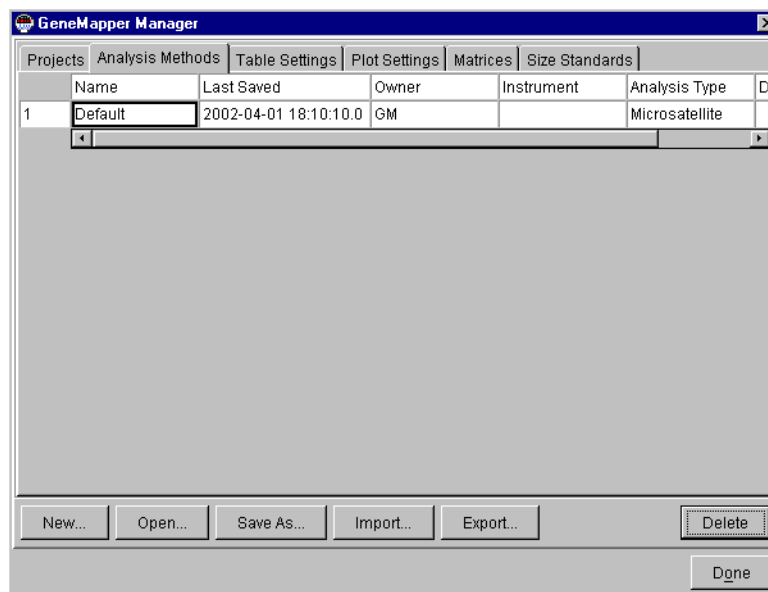 GeneMapper Manager
Projects Analysis Methods Table Settings Plot Settings Matrices Size Standards
Name Last Saved Owner Instrument Analysis Type D
1 Default 2002-04-01 18:10:10.0 GM Microsatellite
New... Open... Save As... Import... Export... Delete
Done